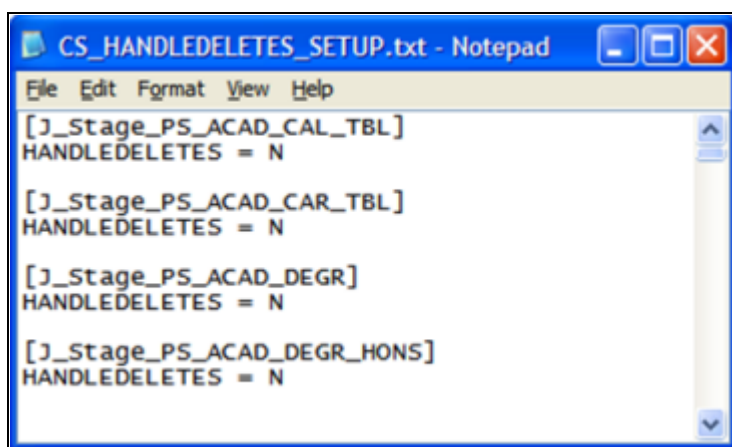 CS_HANDLEDELETES_SETUP.txt - Notepad
File Edit Format View Help
[J_Stage_PS_ACAD_CAL_TBL]
HANDLEDELETES = N
[J_Stage_PS_ACAD_CAR_TBL]
HANDLEDELETES = N
[J_Stage_PS_ACAD_DEGR]
HANDLEDELETES = N
[J_Stage_PS_ACAD_DEGR_HONS]
HANDLEDELETES = N